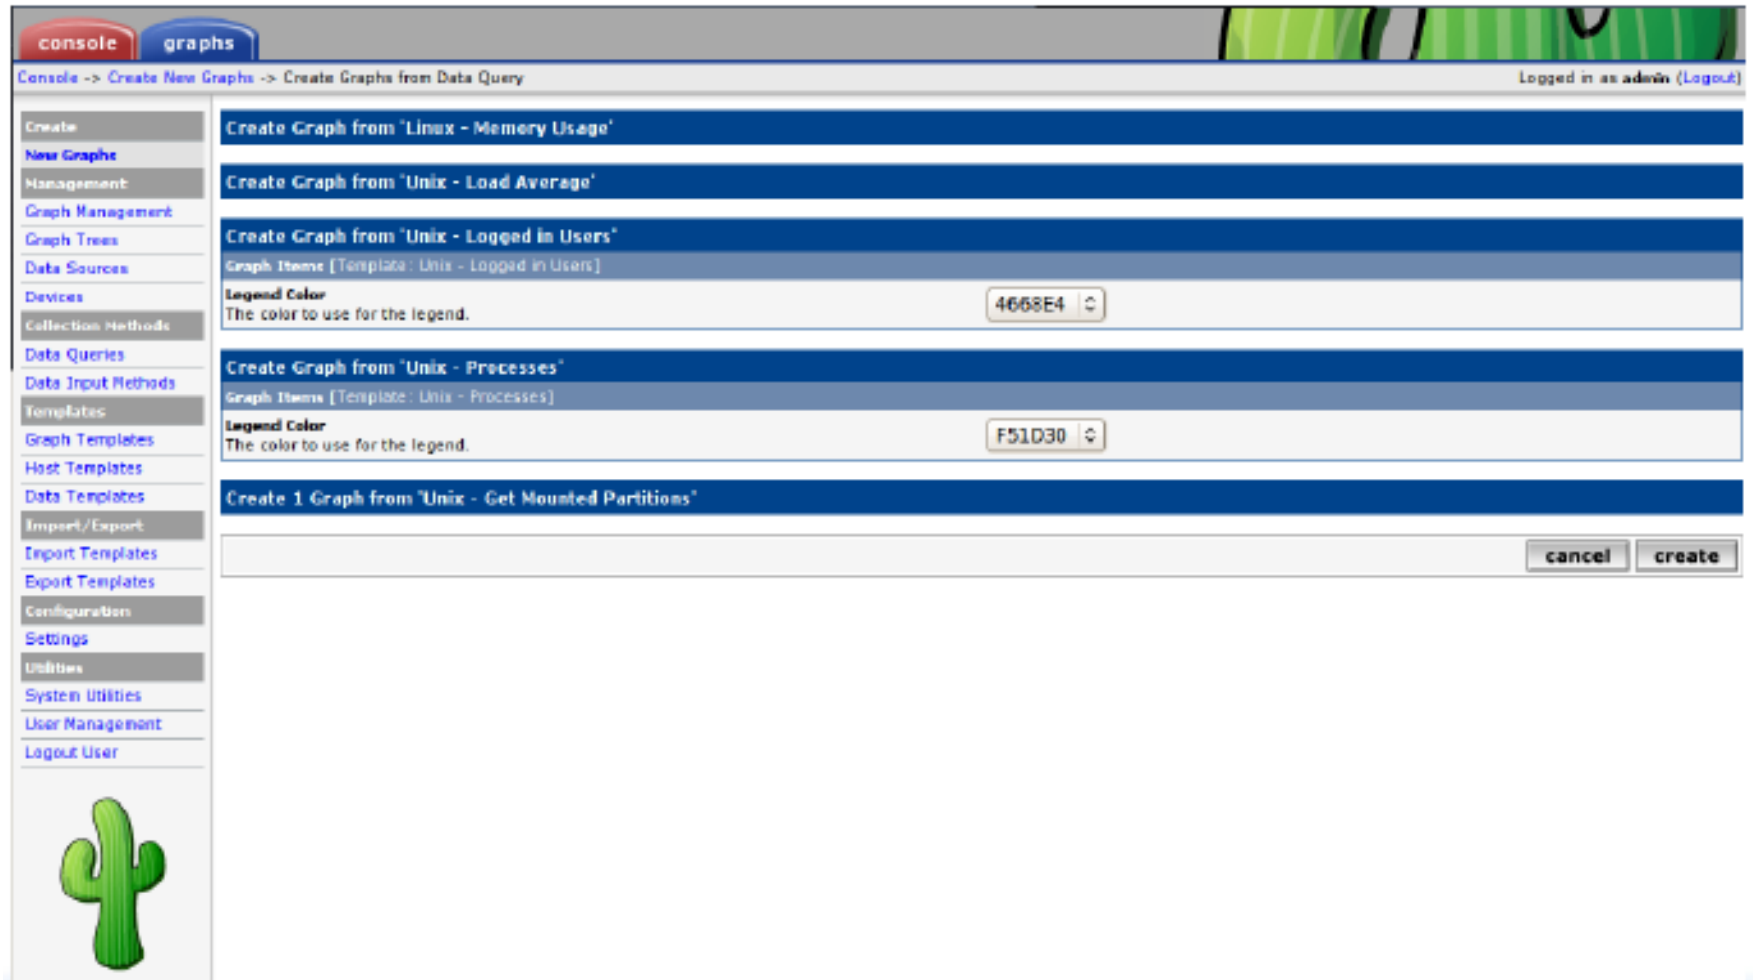 console graphs
Console -> Create New Graphs -> Create Graphs from Data Query
Logged in as admin (Logout)
Create
New Graphs
Management
Graph Management
Graph Trees
Data Sources
Devices
Collection Methods
Data Queries
Data Input Methods
Templates
Graph Templates
Host Templates
Data Templates
Import/Export
Import Templates
Export Templates
Configuration
Settings
Utilities
System Utilities
User Management
Logout User
Create Graph from 'Linux - Memory Usage'
Create Graph from 'Unix - Load Average'
Create Graph from 'Unix - Logged in Users'
Graph Items [Template: Unix - Logged in Users]
Legend Color
The color to use for the legend.
4668E4
Create Graph from 'Unix - Processes'
Graph Items [Template: Unix - Processes]
Legend Color
The color to use for the legend.
F51D30
Create 1 Graph from 'Unix - Get Mounted Partitions'
cancel create